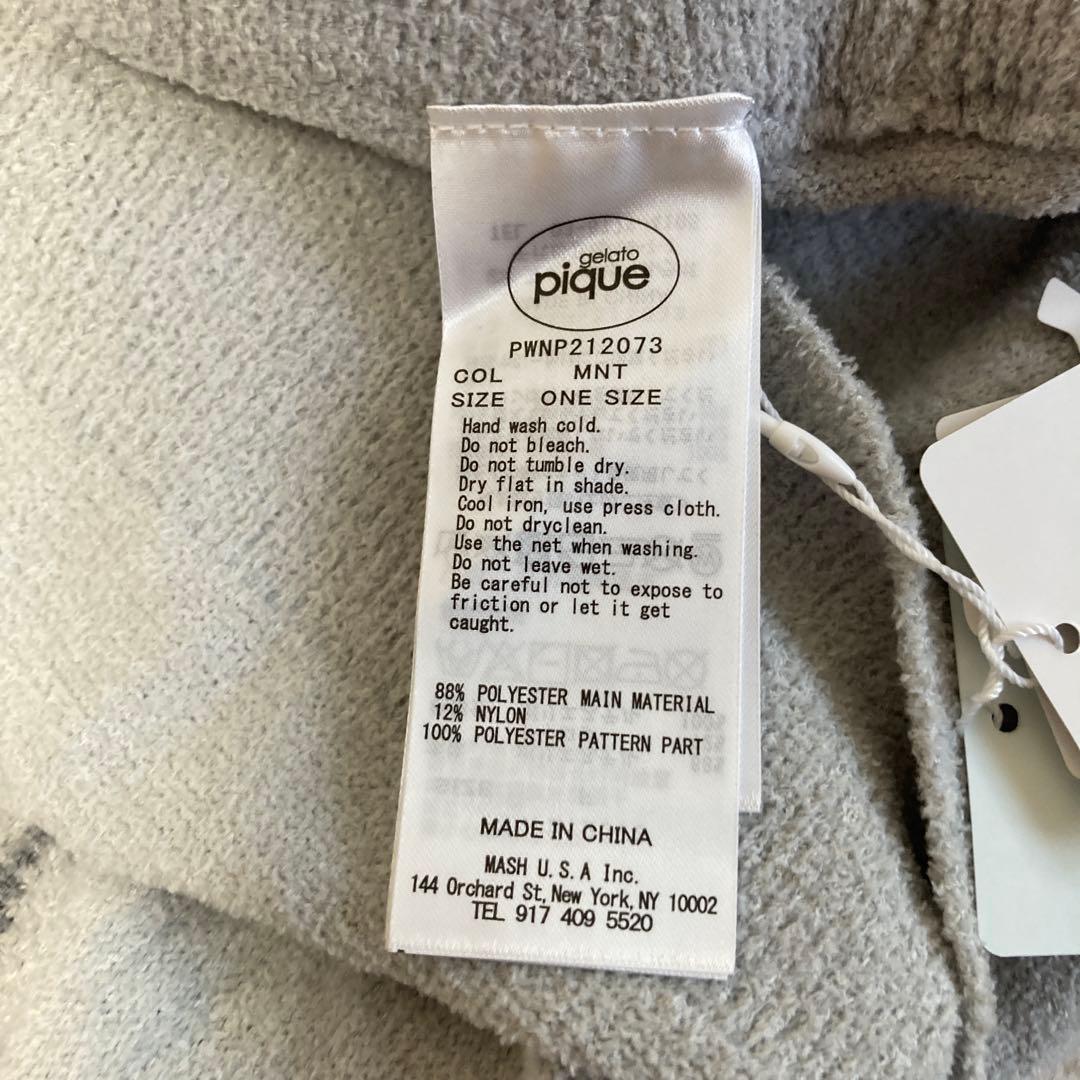 gelato
pique
PWNP212073
COL MNT
SIZE ONE SIZE
Hand wash cold.
Do not bleach.
Do not tumble dry.
Dry flat in shade.
Cool iron, use press cloth.
Do not dryclean.
Use the net when washing.
Do not leave wet.
Be careful not to expose to
friction or let it get
caught.
88% POLYESTER MAIN MATERIAL
12% NYLON
100% POLYESTER PATTERN PART
MADE IN CHINA
MASH U.S.A Inc.
144 Orchard St, New York, NY 10002
TEL 917 409 5520